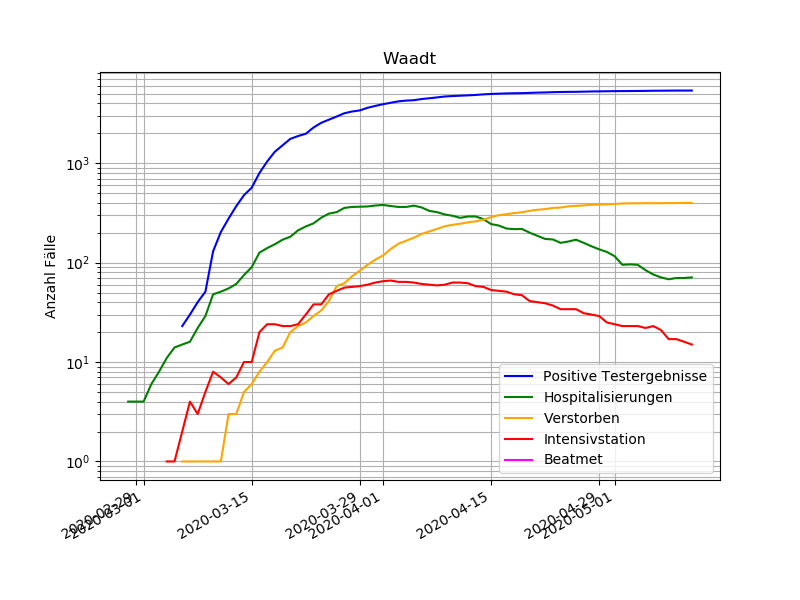 Waadt
Anzahl Fälle
10³
10²
10¹
10⁰
Positive Testergebnisse
Hospitalisierungen
Verstorben
Intensivstation
Beatmet
2020-02-29
2020-03-01
2020-03-15
2020-03-29
2020-04-01
2020-04-15
2020-04-29
2020-05-01